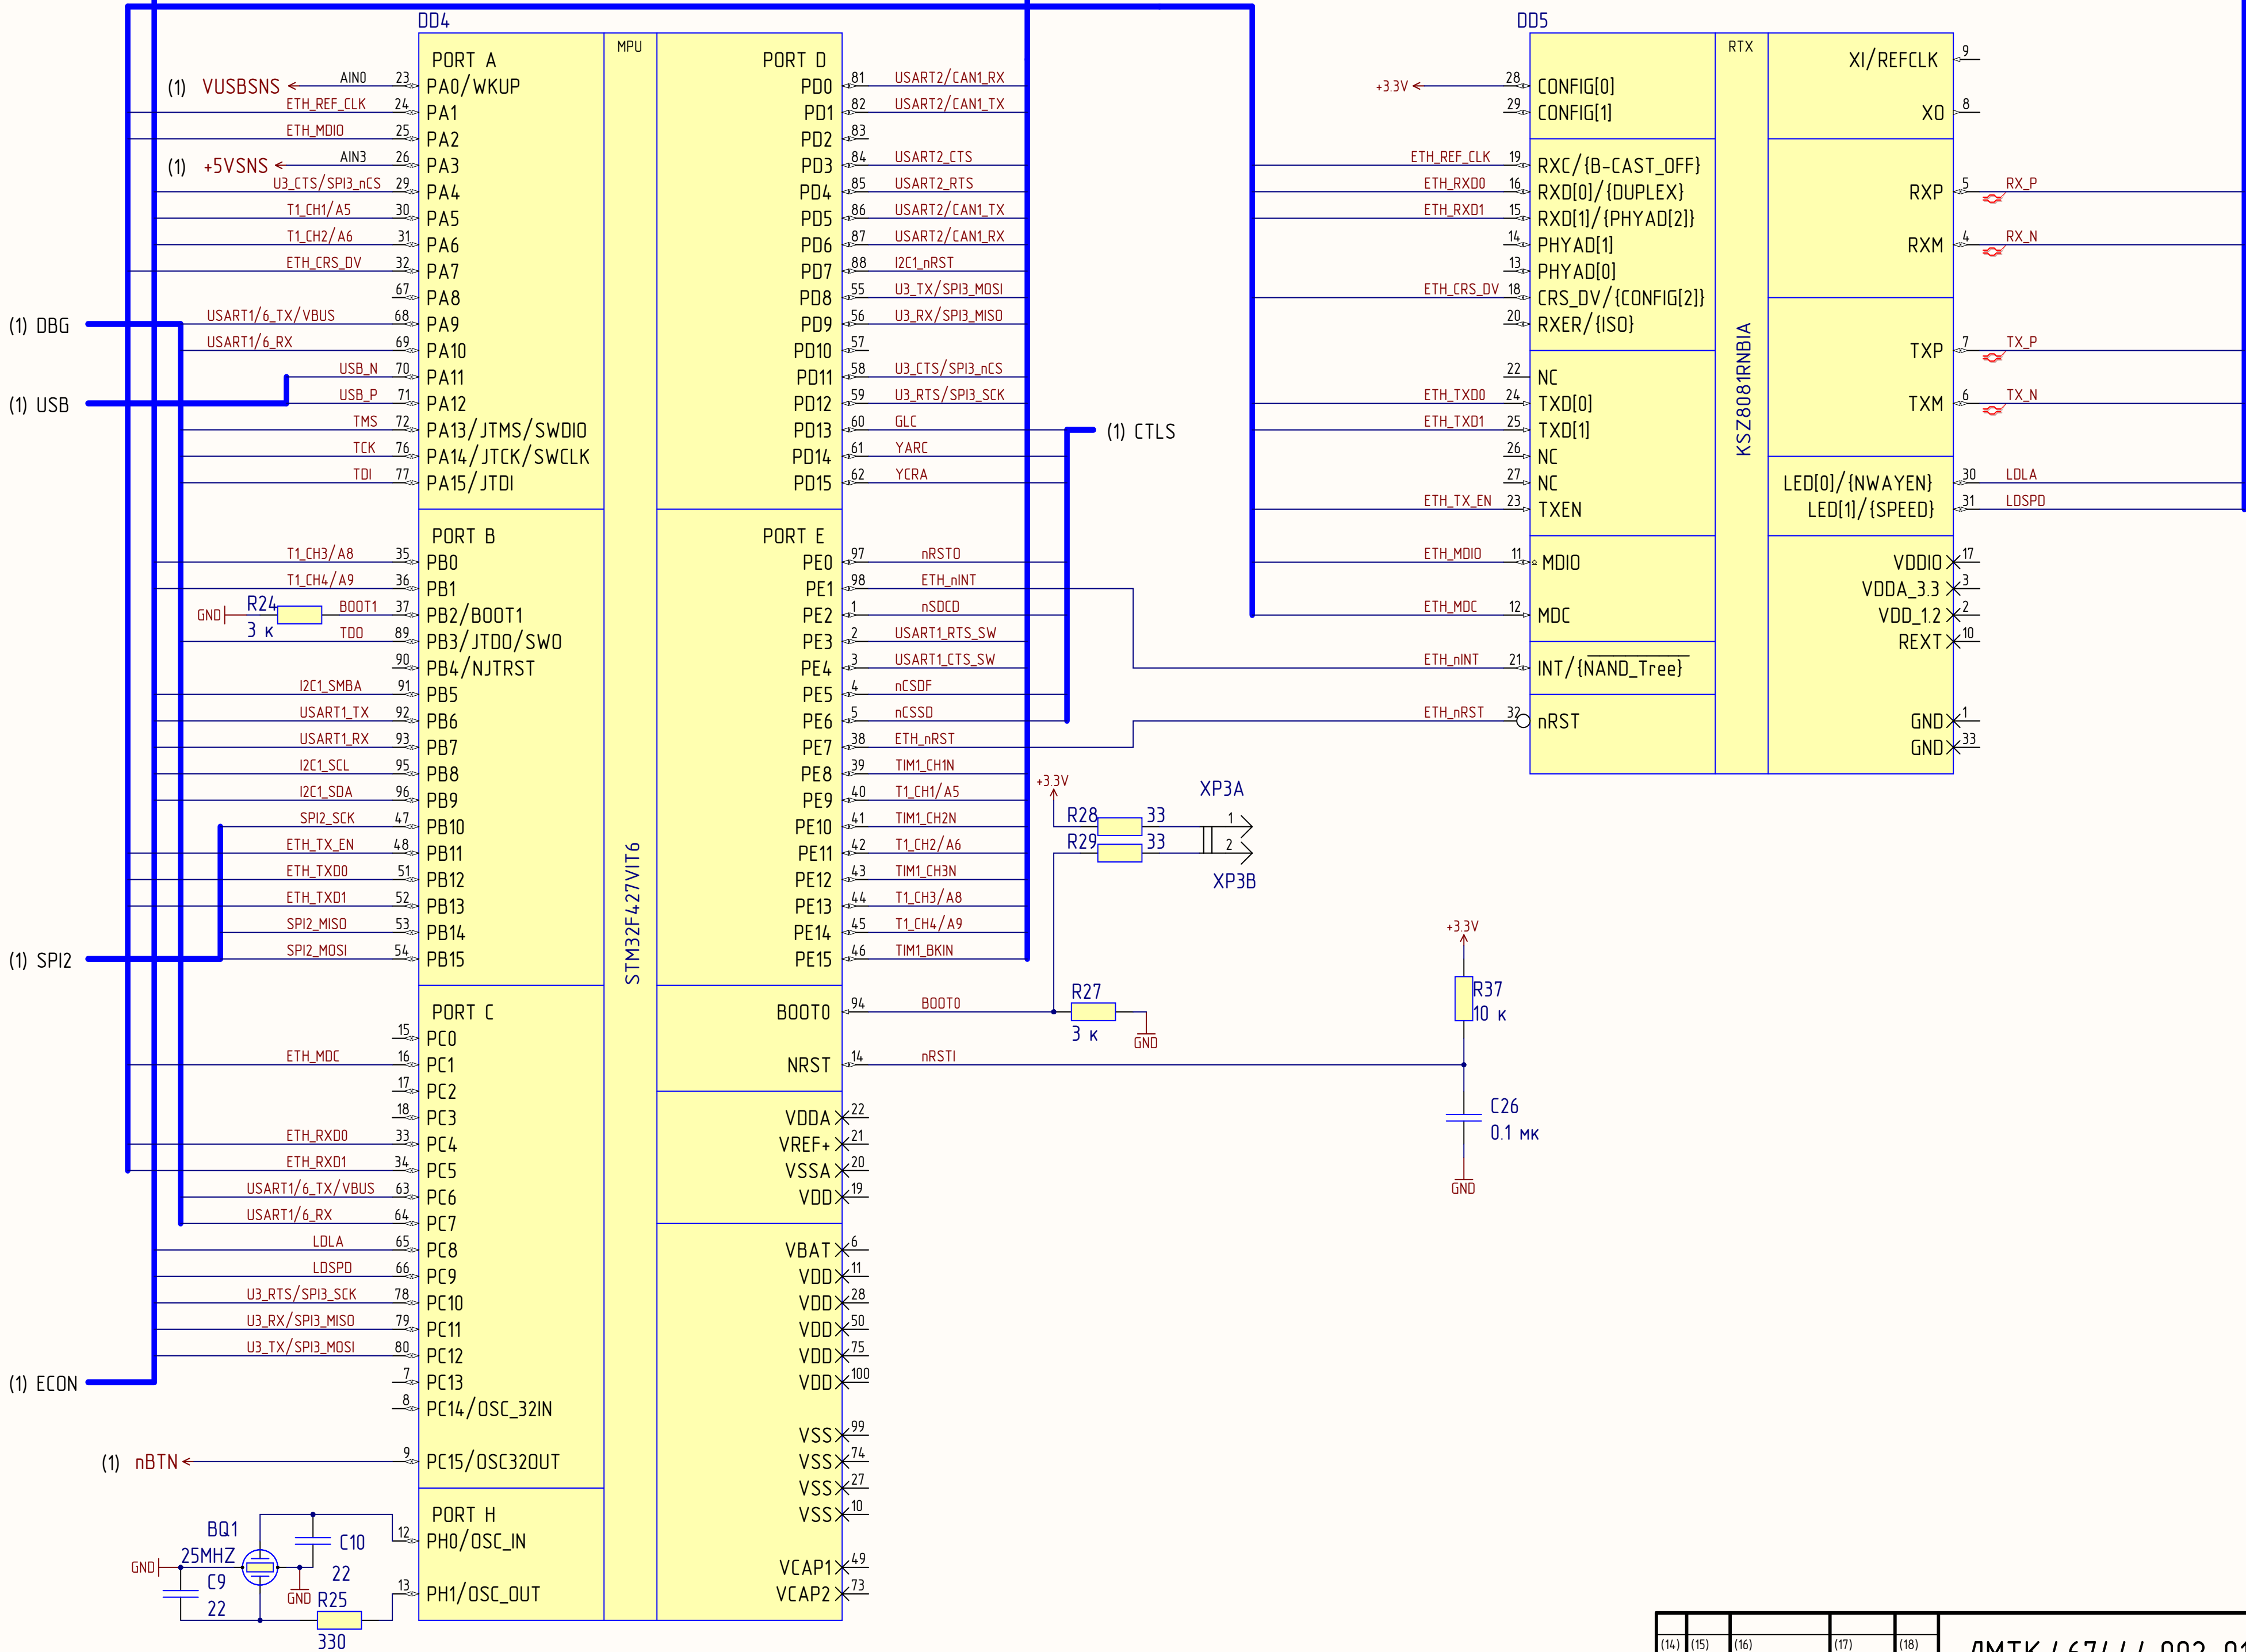 DD4
MPU
STM32F427VIT6
PORT A
(1) VUSBSNS AIN0 23 PA0/WKUP
ETH_REF_CLK 24 PA1
ETH_MDIO 25 PA2
(1) +5VSNS AIN3 26 PA3
U3_CTS/SPI3_nCS 29 PA4
T1_CH1/A5 30 PA5
T1_CH2/A6 31 PA6
ETH_CRS_DV 32 PA7
67 PA8
(1) DBG
USART1/6_TX/VBUS 68 PA9
USART1/6_RX 69 PA10
USB_N 70 PA11
(1) USB
USB_P 71 PA12
TMS 72 PA13/JTMS/SWDIO
TCK 76 PA14/JTCK/SWCLK
TDI 77 PA15/JTDI
PORT B
T1_CH3/A8 35 PB0
T1_CH4/A9 36 PB1
GND R24 3 к BOOT1 37 PB2/BOOT1
TDO 89 PB3/JTDO/SWO
90 PB4/NJTRST
I2C1_SMBA 91 PB5
USART1_TX 92 PB6
USART1_RX 93 PB7
I2C1_SCL 95 PB8
I2C1_SDA 96 PB9
SPI2_SCK 47 PB10
ETH_TX_EN 48 PB11
ETH_TXD0 51 PB12
ETH_TXD1 52 PB13
SPI2_MISO 53 PB14
(1) SPI2
SPI2_MOSI 54 PB15
PORT C
15 PC0
ETH_MDC 16 PC1
17 PC2
18 PC3
ETH_RXD0 33 PC4
ETH_RXD1 34 PC5
USART1/6_TX/VBUS 63 PC6
USART1/6_RX 64 PC7
LDLA 65 PC8
LDSPD 66 PC9
U3_RTS/SPI3_SCK 78 PC10
U3_RX/SPI3_MISO 79 PC11
U3_TX/SPI3_MOSI 80 PC12
(1) ECON
7 PC13
8 PC14/OSC_32IN
(1) nBTN 9 PC15/OSC32OUT
PORT H
12 PH0/OSC_IN
13 PH1/OSC_OUT
BQ1
25MHZ
GND
C10
22
C9
22
GND
R25
330
PORT D
PD0 81 USART2/CAN1_RX
PD1 82 USART2/CAN1_TX
PD2 83
PD3 84 USART2_CTS
PD4 85 USART2_RTS
PD5 86 USART2/CAN1_TX
PD6 87 USART2/CAN1_RX
PD7 88 I2C1_nRST
PD8 55 U3_TX/SPI3_MOSI
PD9 56 U3_RX/SPI3_MISO
PD10 57
PD11 58 U3_CTS/SPI3_nCS
PD12 59 U3_RTS/SPI3_SCK
PD13 60 GLC
(1) CTLS
PD14 61 YARC
PD15 62 YCRA
PORT E
PE0 97 nRSTO
PE1 98 ETH_nINT
PE2 1 nSDCD
PE3 2 USART1_RTS_SW
PE4 3 USART1_CTS_SW
PE5 4 nCSDF
PE6 5 nCSSD
PE7 38 ETH_nRST
PE8 39 TIM1_CH1N
PE9 40 T1_CH1/A5
PE10 41 TIM1_CH2N
PE11 42 T1_CH2/A6
PE12 43 TIM1_CH3N
PE13 44 T1_CH3/A8
PE14 45 T1_CH4/A9
PE15 46 TIM1_BKIN
BOOT0 94 BOOT0
NRST 14 nRSTI
VDDA 22
VREF+ 21
VSSA 20
VDD 19
VBAT 6
VDD 11
VDD 28
VDD 50
VDD 75
VDD 100
VSS 99
VSS 74
VSS 27
VSS 10
VCAP1 49
VCAP2 73
+3.3V
XP3A
R28 33 1
R29 33 2
XP3B
R27
3 к
GND
+3.3V
R37
10 к
C26
0.1 мк
GND
DD5
RTX
KSZ8081RNBIA
+3.3V 28 CONFIG[0]
29 CONFIG[1]
ETH_REF_CLK 19 RXC/{B-CAST_OFF}
ETH_RXD0 16 RXD[0]/{DUPLEX}
ETH_RXD1 15 RXD[1]/{PHYAD[2]}
14 PHYAD[1]
13 PHYAD[0]
ETH_CRS_DV 18 CRS_DV/{CONFIG[2]}
20 RXER/{ISO}
22 NC
ETH_TXD0 24 TXD[0]
ETH_TXD1 25 TXD[1]
26 NC
27 NC
ETH_TX_EN 23 TXEN
ETH_MDIO 11 MDIO
ETH_MDC 12 MDC
ETH_nINT 21 INT/{NAND_Tree}
ETH_nRST 32 nRST
XI/REFCLK 9
XO 8
RXP 5 RX_P
RXM 4 RX_N
TXP 7 TX_P
TXM 6 TX_N
LED[0]/{NWAYEN} 30 LDLA
LED[1]/{SPEED} 31 LDSPD
VDDIO 17
VDDA_3.3 3
VDD_1.2 2
REXT 10
GND 1
GND 33
(14) (15) (16) (17) (18)